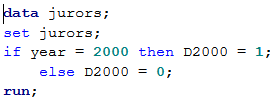 data jurors;
set jurors;
if year = 2000 then D2000 = 1;
    else D2000 = 0;
run;